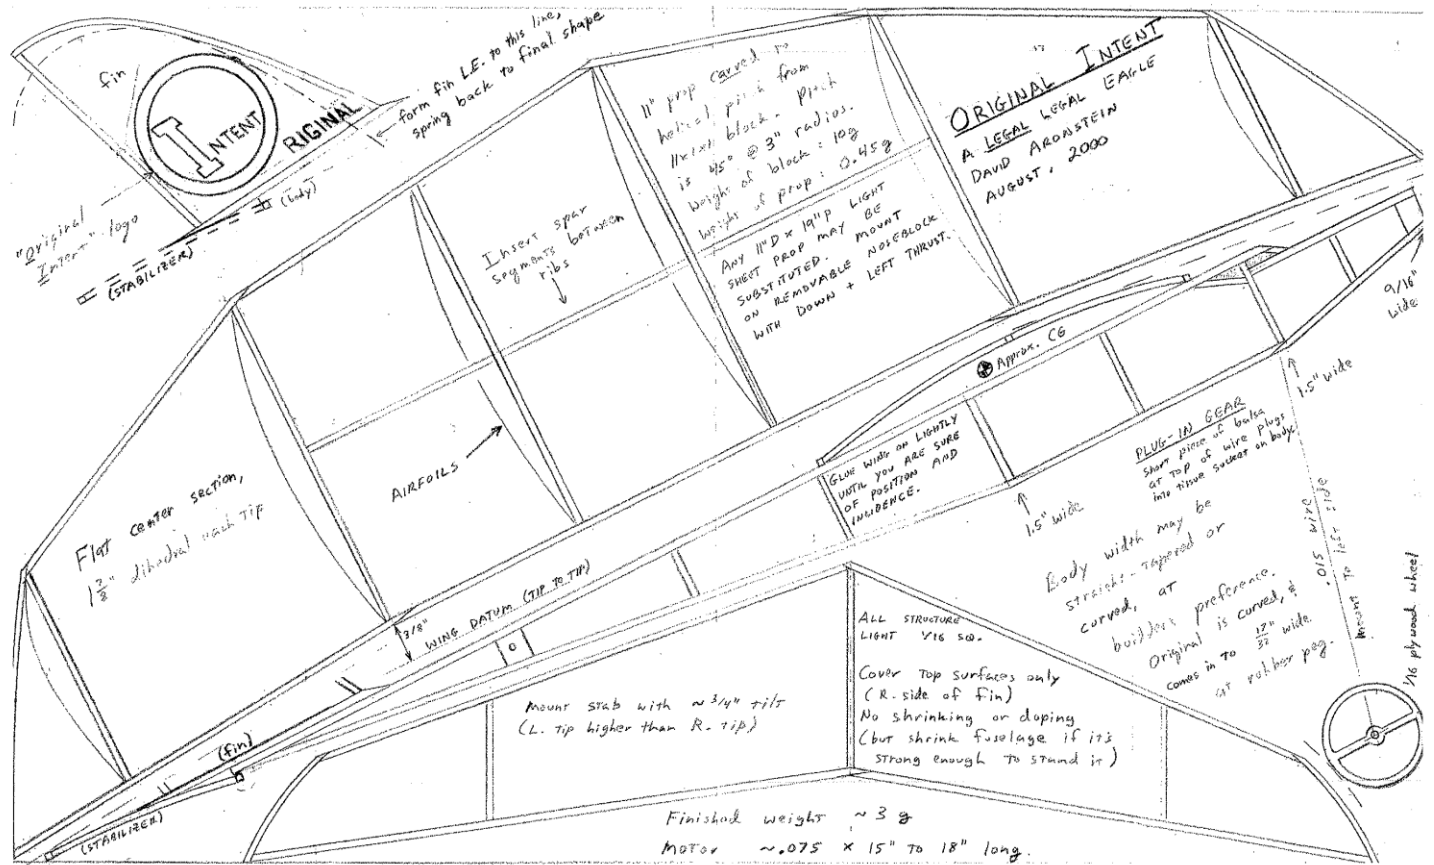 fin
INTENT
RIGINAL
form fin L.E. to this line,
spring back to final shape
"Original
Intent" logo
(body)
(STABILIZER)
11" prop carved to
helical pitch from
11x1x1 block. Pitch
is 45° @ 3" radius.
Weight of block: 10g
weight of prop: 0.45g
ANY 11"D x 19"P LIGHT
SHEET PROP MAY BE
SUBSTITUTED. MOUNT
ON REMOVABLE NOSEBLOCK
WITH DOWN + LEFT THRUST.
ORIGINAL INTENT
A LEGAL LEGAL EAGLE
DAVID ARONSTEIN
AUGUST, 2000
Insert spar
segments between
ribs
AIRFOILS
Flat center section,
1 3/8" dihedral each tip
9/16"
wide
Approx. CG
1.5" wide
GLUE WING ON LIGHTLY
UNTIL YOU ARE SURE
OF POSITION AND
INCIDENCE.
1.5" wide
PLUG-IN GEAR
Short piece of balsa
at top of wire plugs
into tissue socket on body.
.015 wire
mount to
Body width may be
straight-tapered or
curved, at
builders preference.
Original is curved, &
comes in to 17/32" wide
at rubber peg.
1/16 plywood wheel
3/8"
WING DATUM (TIP TO TIP)
ALL STRUCTURE
LIGHT 1/16 SQ.
Cover Top surfaces only
(R. side of fin)
No shrinking or doping
(but shrink fuselage if it's
strong enough to stand it)
Mount stab with ~ 3/4" tilt
(L. tip higher than R. tip)
(fin)
(STABILIZER)
Finished weight ~ 3 g
Motor ~.075 x 15" TO 18" long.